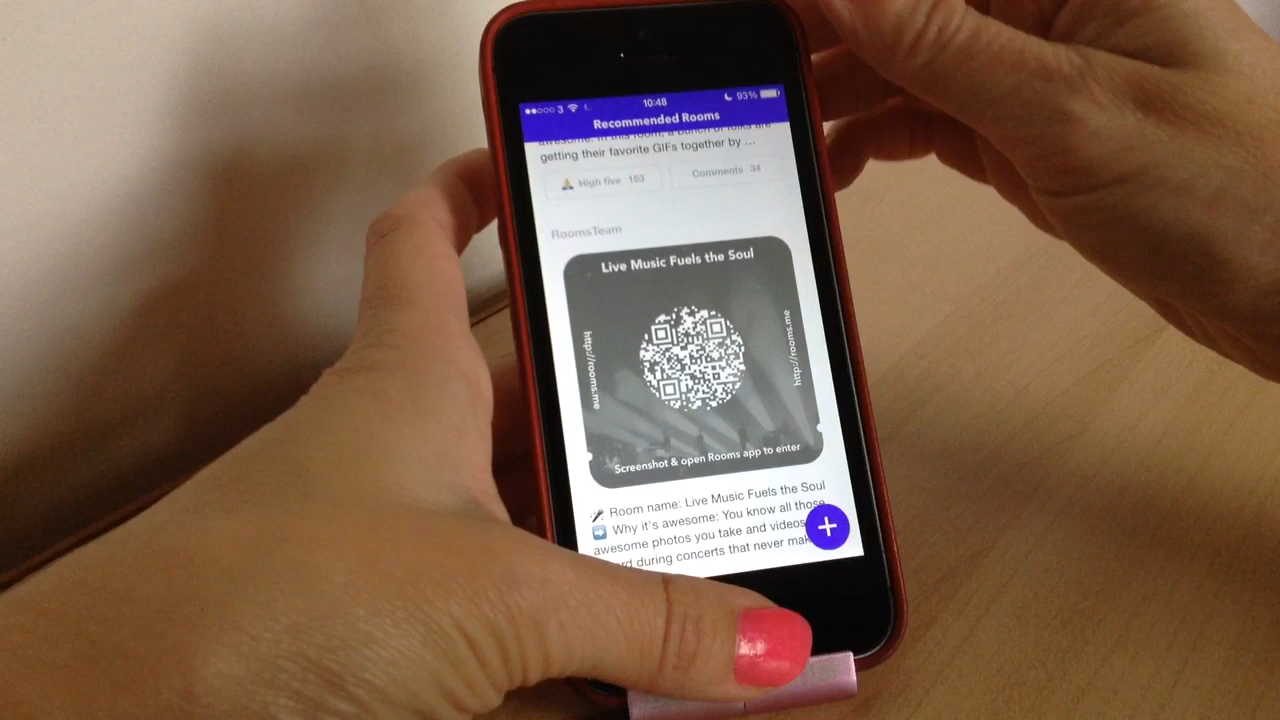 3 10:48 93%
Recommended Rooms
awesome: In this room, a bunch of folks are
getting their favorite GIFs together by ...
High five 153 Comments 34
RoomsTeam
Live Music Fuels the Soul
http://rooms.me
http://rooms.me
Screenshot & open Rooms app to enter
Room name: Live Music Fuels the Soul
Why it's awesome: You know all those
awesome photos you take and videos
during concerts that never
+